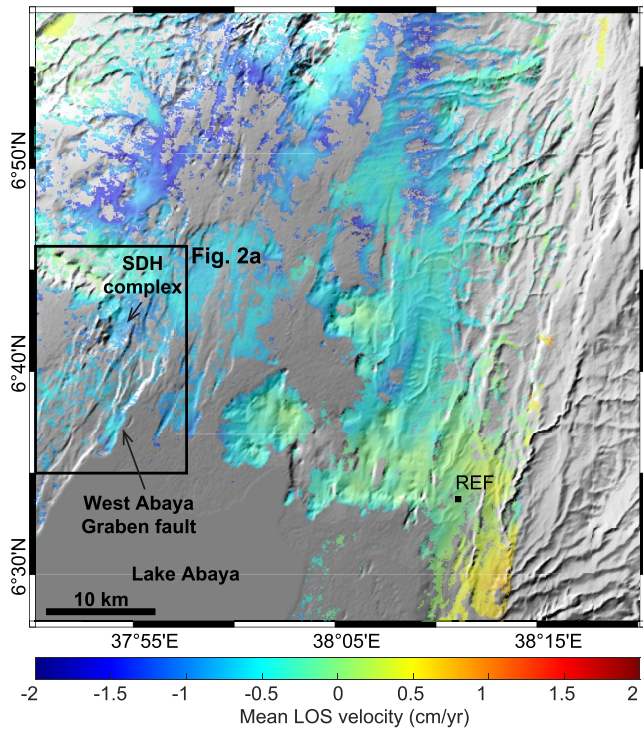 6°50'N
SDH
complex
Fig. 2a
6°40'N
REF
West Abaya
Graben fault
Lake Abaya
6°30'N
10 km
37°55'E 38°05'E 38°15'E
-2 -1.5 -1 -0.5 0 0.5 1 1.5 2
Mean LOS velocity (cm/yr)